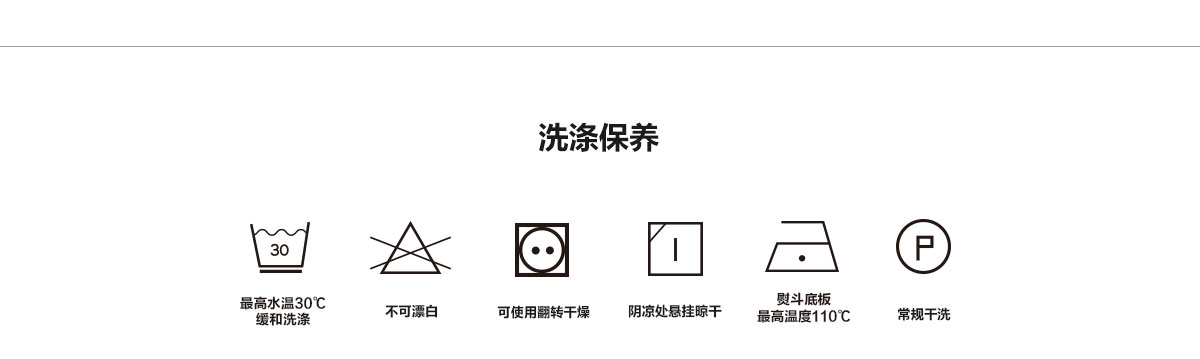 洗涤保养
30
P
最高水温30℃
缓和洗涤
不可漂白
可使用翻转干燥
阴凉处悬挂晾干
熨斗底板
最高温度110℃
常规干洗